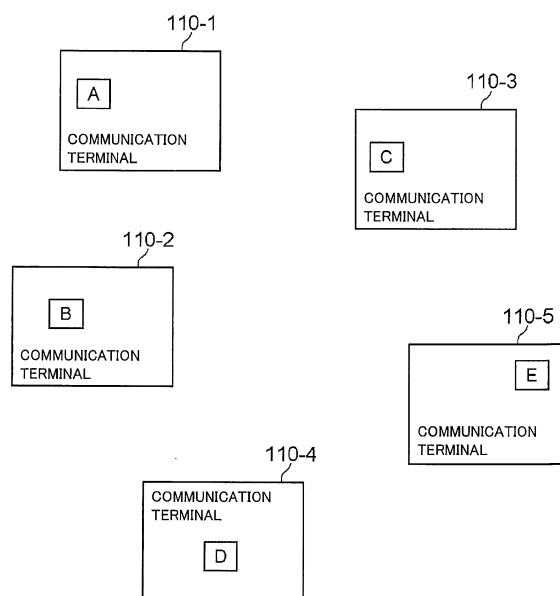 110-1
A
COMMUNICATION
TERMINAL
110-3
C
COMMUNICATION
TERMINAL
110-2
B
COMMUNICATION
TERMINAL
110-5
E
COMMUNICATION
TERMINAL
110-4
COMMUNICATION
TERMINAL
D